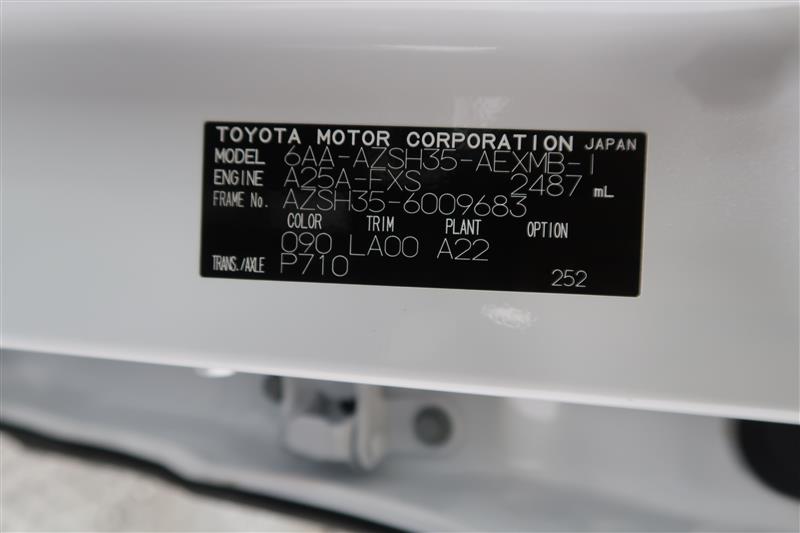 TOYOTA MOTOR CORPORATION JAPAN
MODEL 6AA-AZSH35-AEXMB-I
ENGINE A25A-FXS 2487 mL
FRAME No. AZSH35-6009683
COLOR TRIM PLANT OPTION
090 LA00 A22
TRANS./AXLE P710 252